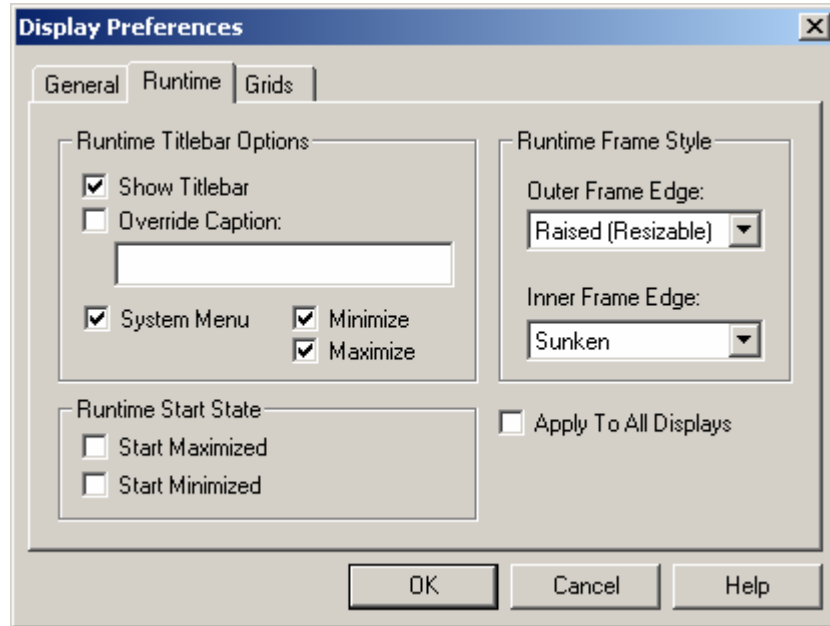 Display Preferences
General Runtime Grids
Runtime Titlebar Options
Show Titlebar
Override Caption:
System Menu Minimize
Maximize
Runtime Frame Style
Outer Frame Edge:
Raised (Resizable)
Inner Frame Edge:
Sunken
Runtime Start State
Start Maximized
Start Minimized
Apply To All Displays
OK Cancel Help